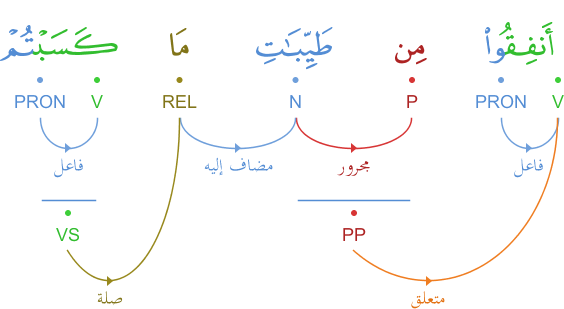 أَنفِقُوا۟ مِن طَيِّبَـٰتِ مَا كَسَبْتُمْ
V PRON P N REL V PRON
فاعل مجرور مضاف إليه فاعل
PP VS
متعلق صلة